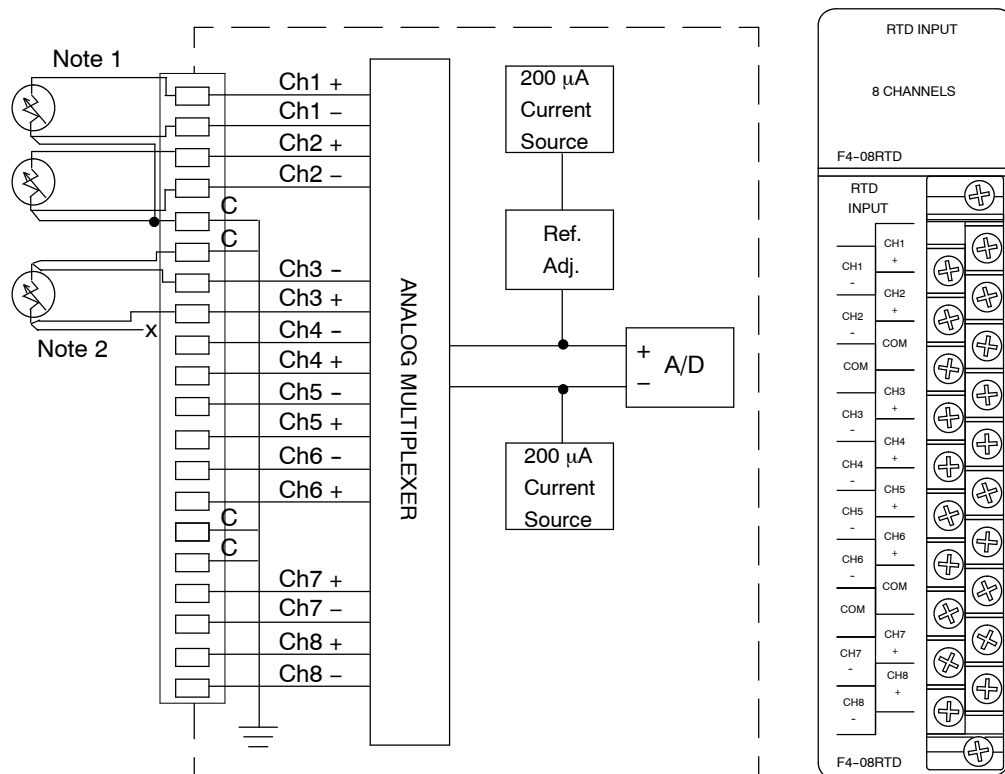 Note 1
Ch1 +
Ch1 −
Ch2 +
Ch2 −
C
C
Ch3 −
Ch3 +
Ch4 −
Ch4 +
Ch5 −
Ch5 +
Ch6 −
Ch6 +
C
C
Ch7 +
Ch7 −
Ch8 +
Ch8 −
x
Note 2
ANALOG MULTIPLEXER
200 μA
Current
Source
Ref.
Adj.
+
−
A/D
200 μA
Current
Source
RTD INPUT
8 CHANNELS
F4-08RTD
RTD
INPUT
CH1
+
CH1
-
CH2
+
CH2
-
COM
COM
CH3
+
CH3
-
CH4
+
CH4
-
CH5
+
CH5
-
CH6
+
CH6
-
COM
COM
CH7
+
CH7
-
CH8
+
CH8
-
F4-08RTD